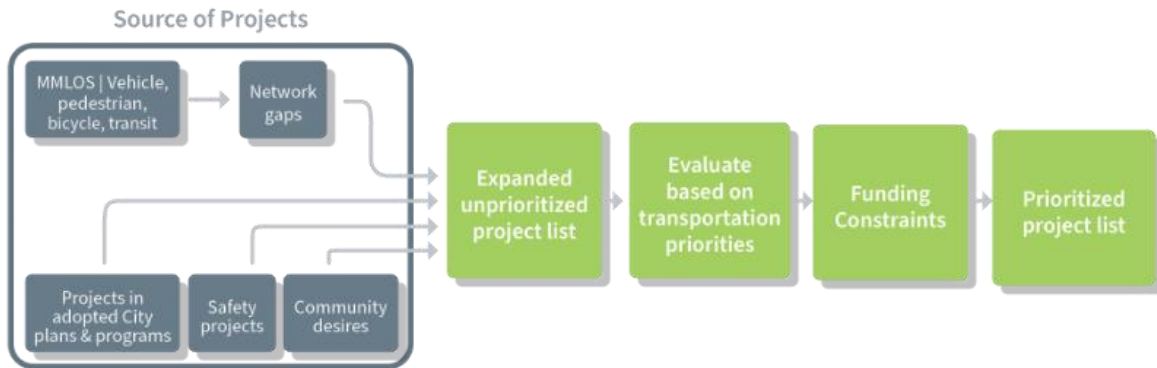 Source of Projects
MMLOS | Vehicle,
pedestrian,
bicycle, transit
Network
gaps
Projects in
adopted City
plans & programs
Safety
projects
Community
desires
Expanded
unprioritized
project list
Evaluate
based on
transportation
priorities
Funding
Constraints
Prioritized
project list